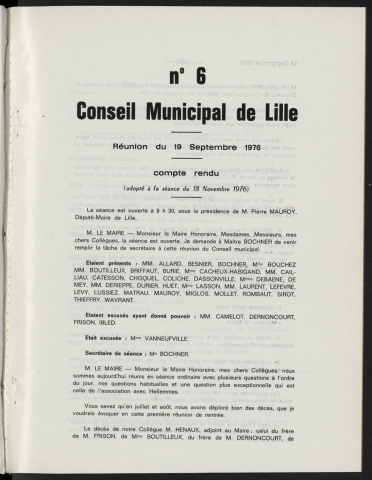 n° 6
Conseil Municipal de Lille
Réunion du 19 Septembre 1976
compte rendu
(adopté à la séance du 18 Novembre 1976)
La séance est ouverte à 9 h 30, sous la présidence de M. Pierre MAUROY,
Député-Maire de Lille.
M. LE MAIRE – Monsieur le Maire Honoraire, Mesdames, Messieurs, mes
chers Collègues, la séance est ouverte. Je demande à Maître BOCHNER de venir
remplir la tâche de secrétaire à cette réunion du Conseil municipal.
Etaient présents : MM. ALLARD, BESNIER, BOCHNER, Mlle BOUCHEZ
MM. BOUTILLEUX, BRIFFAUT, BURIE, Mme CACHEUX-HABIGAND, MM. CAIL-
LIAU, CATESSON, CHOQUEL, COLICHE, DASSONVILLE, Mmes DEBAENE, DE
MEY, MM. DERIEPPE, DURIER, HUET, Mme LASSON, MM. LAURENT, LEFEVRE,
LEVY, LUSSIEZ, MATRAU, MAUROY, MIGLOS, MOLLET, ROMBAUT, SIROT,
THIEFFRY, WAVRANT.
Etaient excusés ayant donné pouvoir : MM. CAMELOT, DERNONCOURT,
FRISON, IBLED.
Etait excusée : Mme VANNEUFVILLE.
Secrétaire de séance : Me BOCHNER.
M. LE MAIRE – Monsieur le Maire Honoraire, mes chers Collègues, nous
sommes aujourd'hui réunis en séance ordinaire avec plusieurs questions à l'ordre
du jour, nos questions habituelles et une question plus exceptionnelle qui est
celle de l'association avec Hellemmes.
Vous savez qu'en juillet et août, nous avons déploré bien des décès, que je
voudrais évoquer en cette première réunion de rentrée.
Le décès de notre Collègue M. HENAUX, adjoint au Maire ; celui du frère
de M. FRISON, de Mme BOUTILLEUX, du frère de M. DERNONCOURT, de